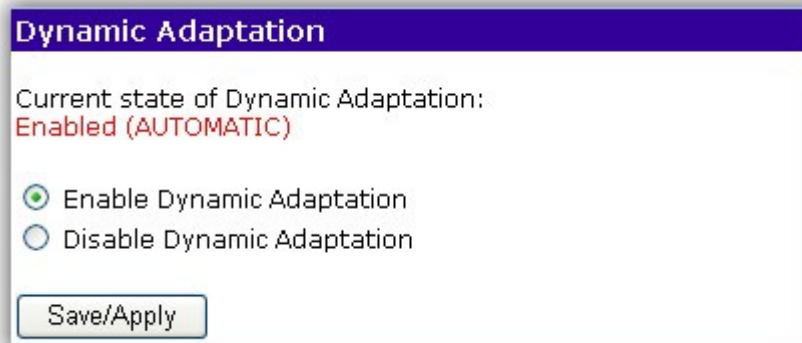 Dynamic Adaptation
Current state of Dynamic Adaptation:
Enabled (AUTOMATIC)
Enable Dynamic Adaptation
Disable Dynamic Adaptation
Save/Apply